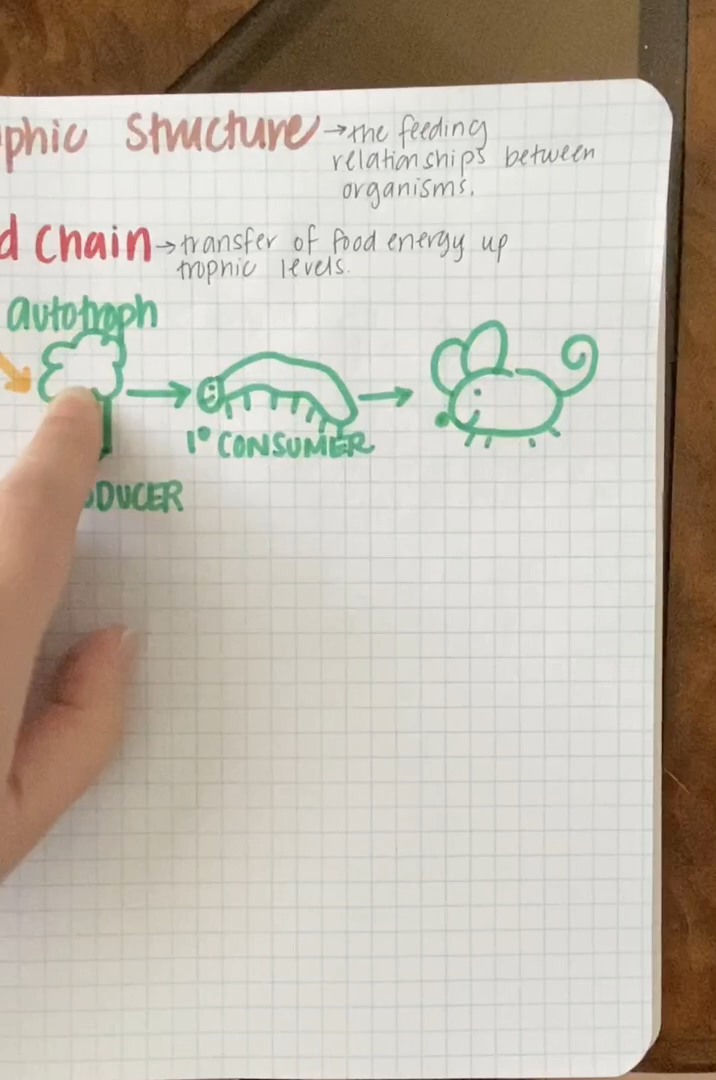 phic Structure → the feeding
relationships between
organisms.
d Chain → transfer of food energy up
trophic levels.
autotroph
1° CONSUMER
DUCER